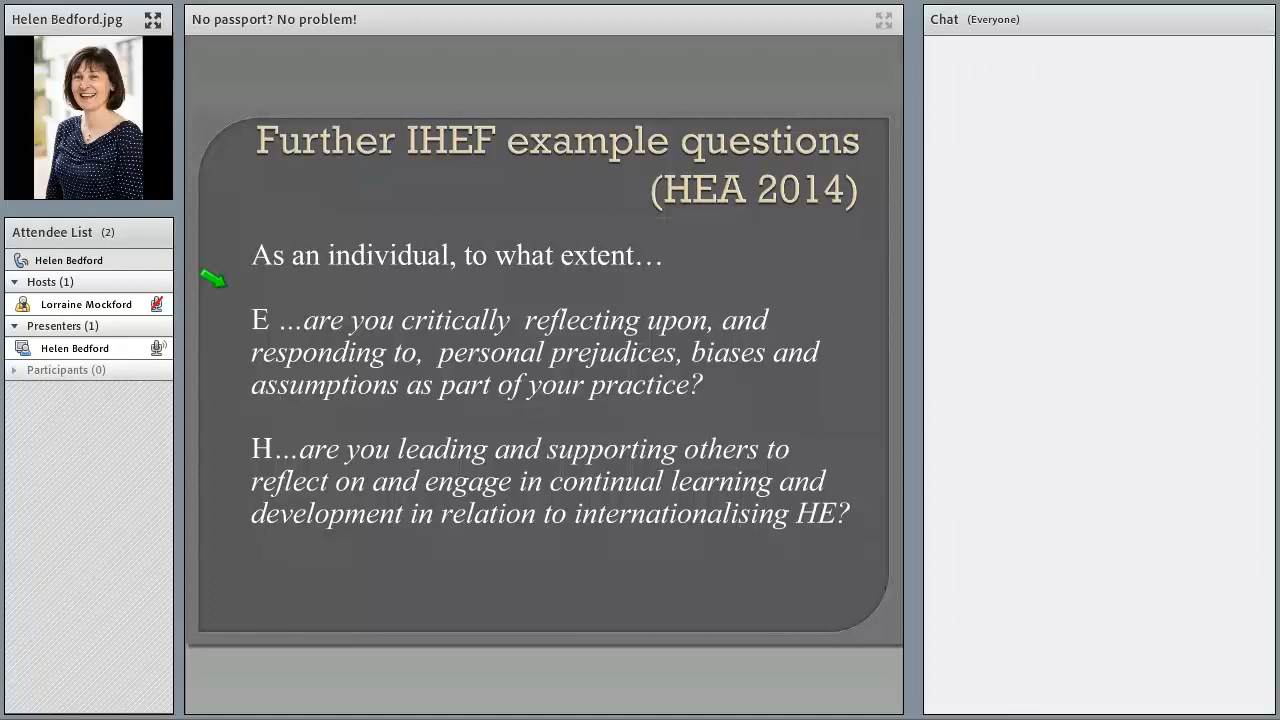 Helen Bedford.jpg
No passport? No problem!
Chat (Everyone)
Attendee List (2)
Helen Bedford
Hosts (1)
Lorraine Mockford
Presenters (1)
Helen Bedford
Participants (0)
Further IHEF example questions
(HEA 2014)
As an individual, to what extent…
E …are you critically reflecting upon, and
responding to, personal prejudices, biases and
assumptions as part of your practice?
H…are you leading and supporting others to
reflect on and engage in continual learning and
development in relation to internationalising HE?